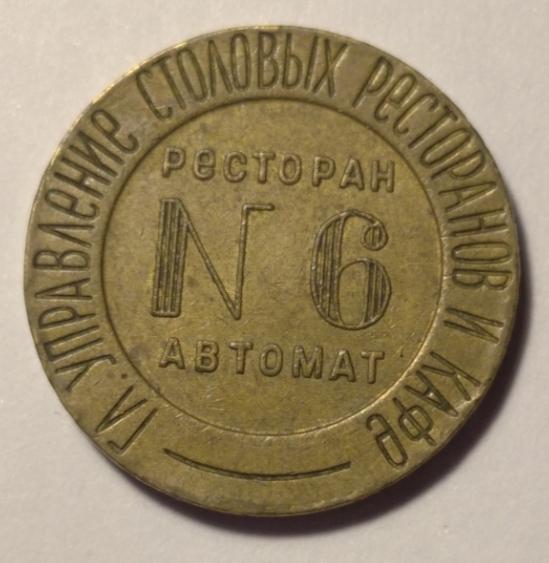 ГЛ. УПРАВЛЕНИЕ СТОЛОВЫХ РЕСТОРАНОВ И КАФЕ
РЕСТОРАН
N 6
АВТОМАТ